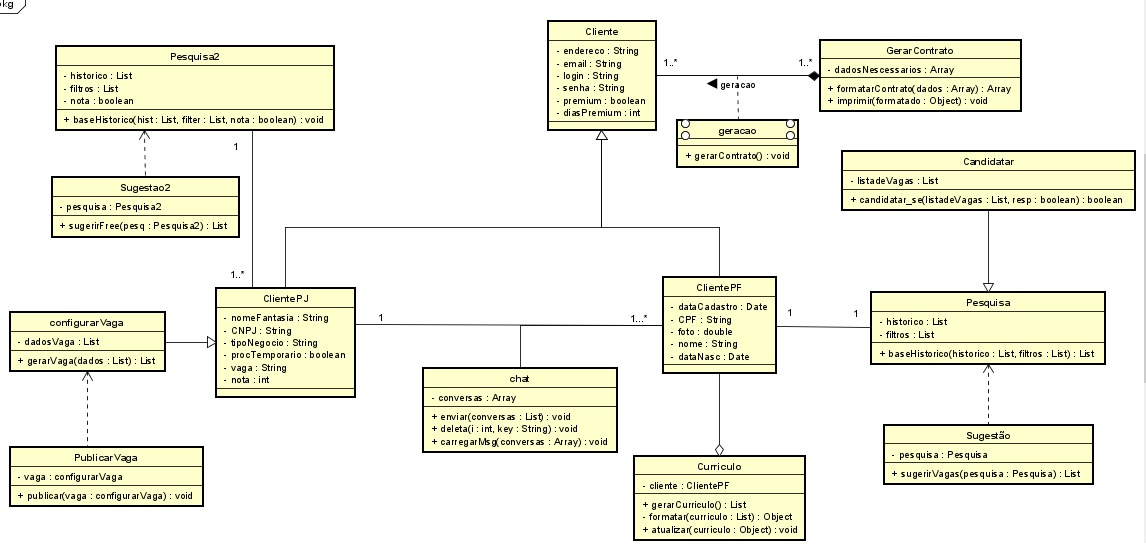 pkg
Cliente
- endereco : String
- email : String
- login : String
- senha : String
- premium : boolean
- diasPremium : int
Pesquisa2
- historico : List
- filtros : List
- nota : boolean
+ baseHistorico(hist : List, filter : List, nota : boolean) : void
GerarContrato
- dadosNescessarios : Array
+ formatarContrato(dados : Array) : Array
+ imprimir(formatado : Object) : void
1..*
1..*
geracao
geracao
+ gerarContrato() : void
1
Candidatar
- listadeVagas : List
+ candidatar_se(listadeVagas : List, resp : boolean) : boolean
Sugestao2
- pesquisa : Pesquisa2
+ sugerirFree(pesq : Pesquisa2) : List
1..*
ClientePJ
- nomeFantasia : String
- CNPJ : String
- tipoNegocio : String
- procTemporario : boolean
- vaga : String
- nota : int
ClientePF
- dataCadastro : Date
- CPF : String
- foto : double
- nome : String
- dataNasc : Date
Pesquisa
- historico : List
- filtros : List
+ baseHistorico(historico : List, filtros : List) : List
configurarVaga
- dadosVaga : List
+ gerarVaga(dados : List) : List
1
1...*
1
1
chat
- conversas : Array
+ enviar(conversas : List) : void
+ deleta(i : int, key : String) : void
+ carregarMsg(conversas : Array) : void
PublicarVaga
- vaga : configurarVaga
+ publicar(vaga : configurarVaga) : void
Curriculo
- cliente : ClientePF
+ gerarCurriculo() : List
- formatar(curriculo : List) : Object
+ atualizar(curriculo : Object) : void
Sugestão
- pesquisa : Pesquisa
+ sugerirVagas(pesquisa : Pesquisa) : List